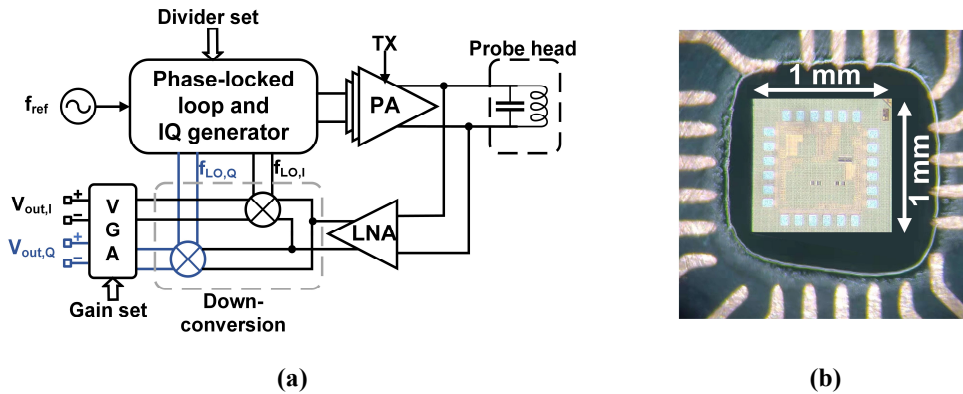 Divider set
Phase-locked
loop and
IQ generator
f_ref
TX
PA
Probe head
f_LO,Q
f_LO,I
V_out,I
+
−
V_out,Q
+
−
V
G
A
LNA
Gain set
Down-
conversion
(a)
1 mm
1 mm
(b)